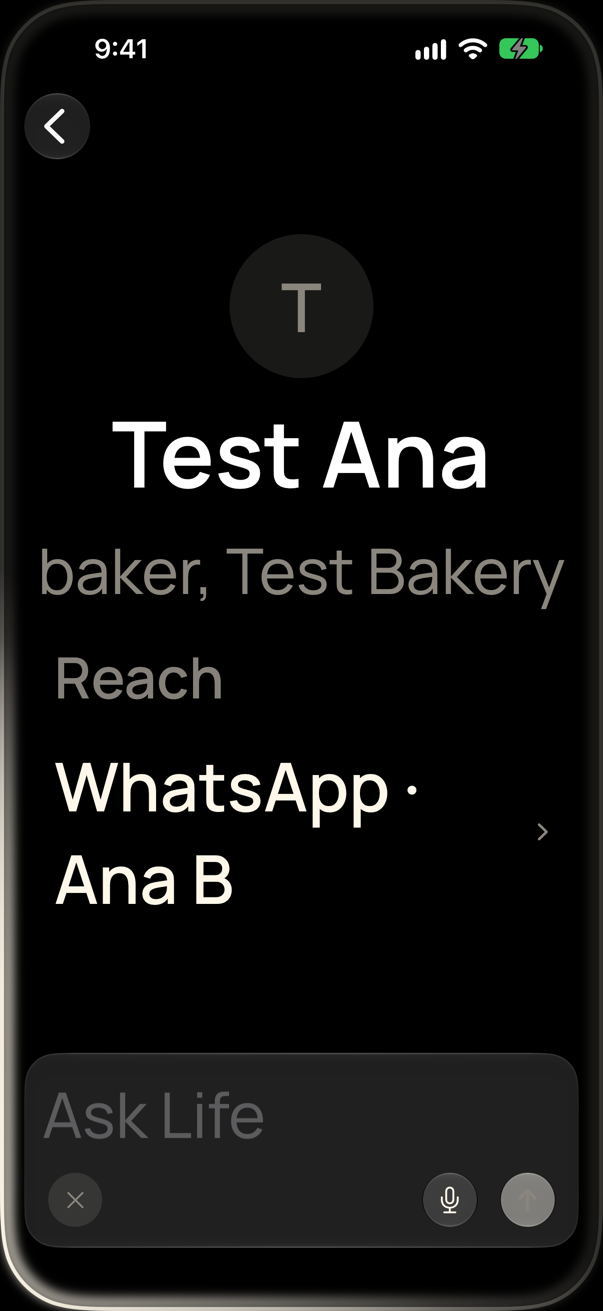 9:41
T
Test Ana
baker, Test Bakery
Reach
WhatsApp ·
Ana B
Ask Life